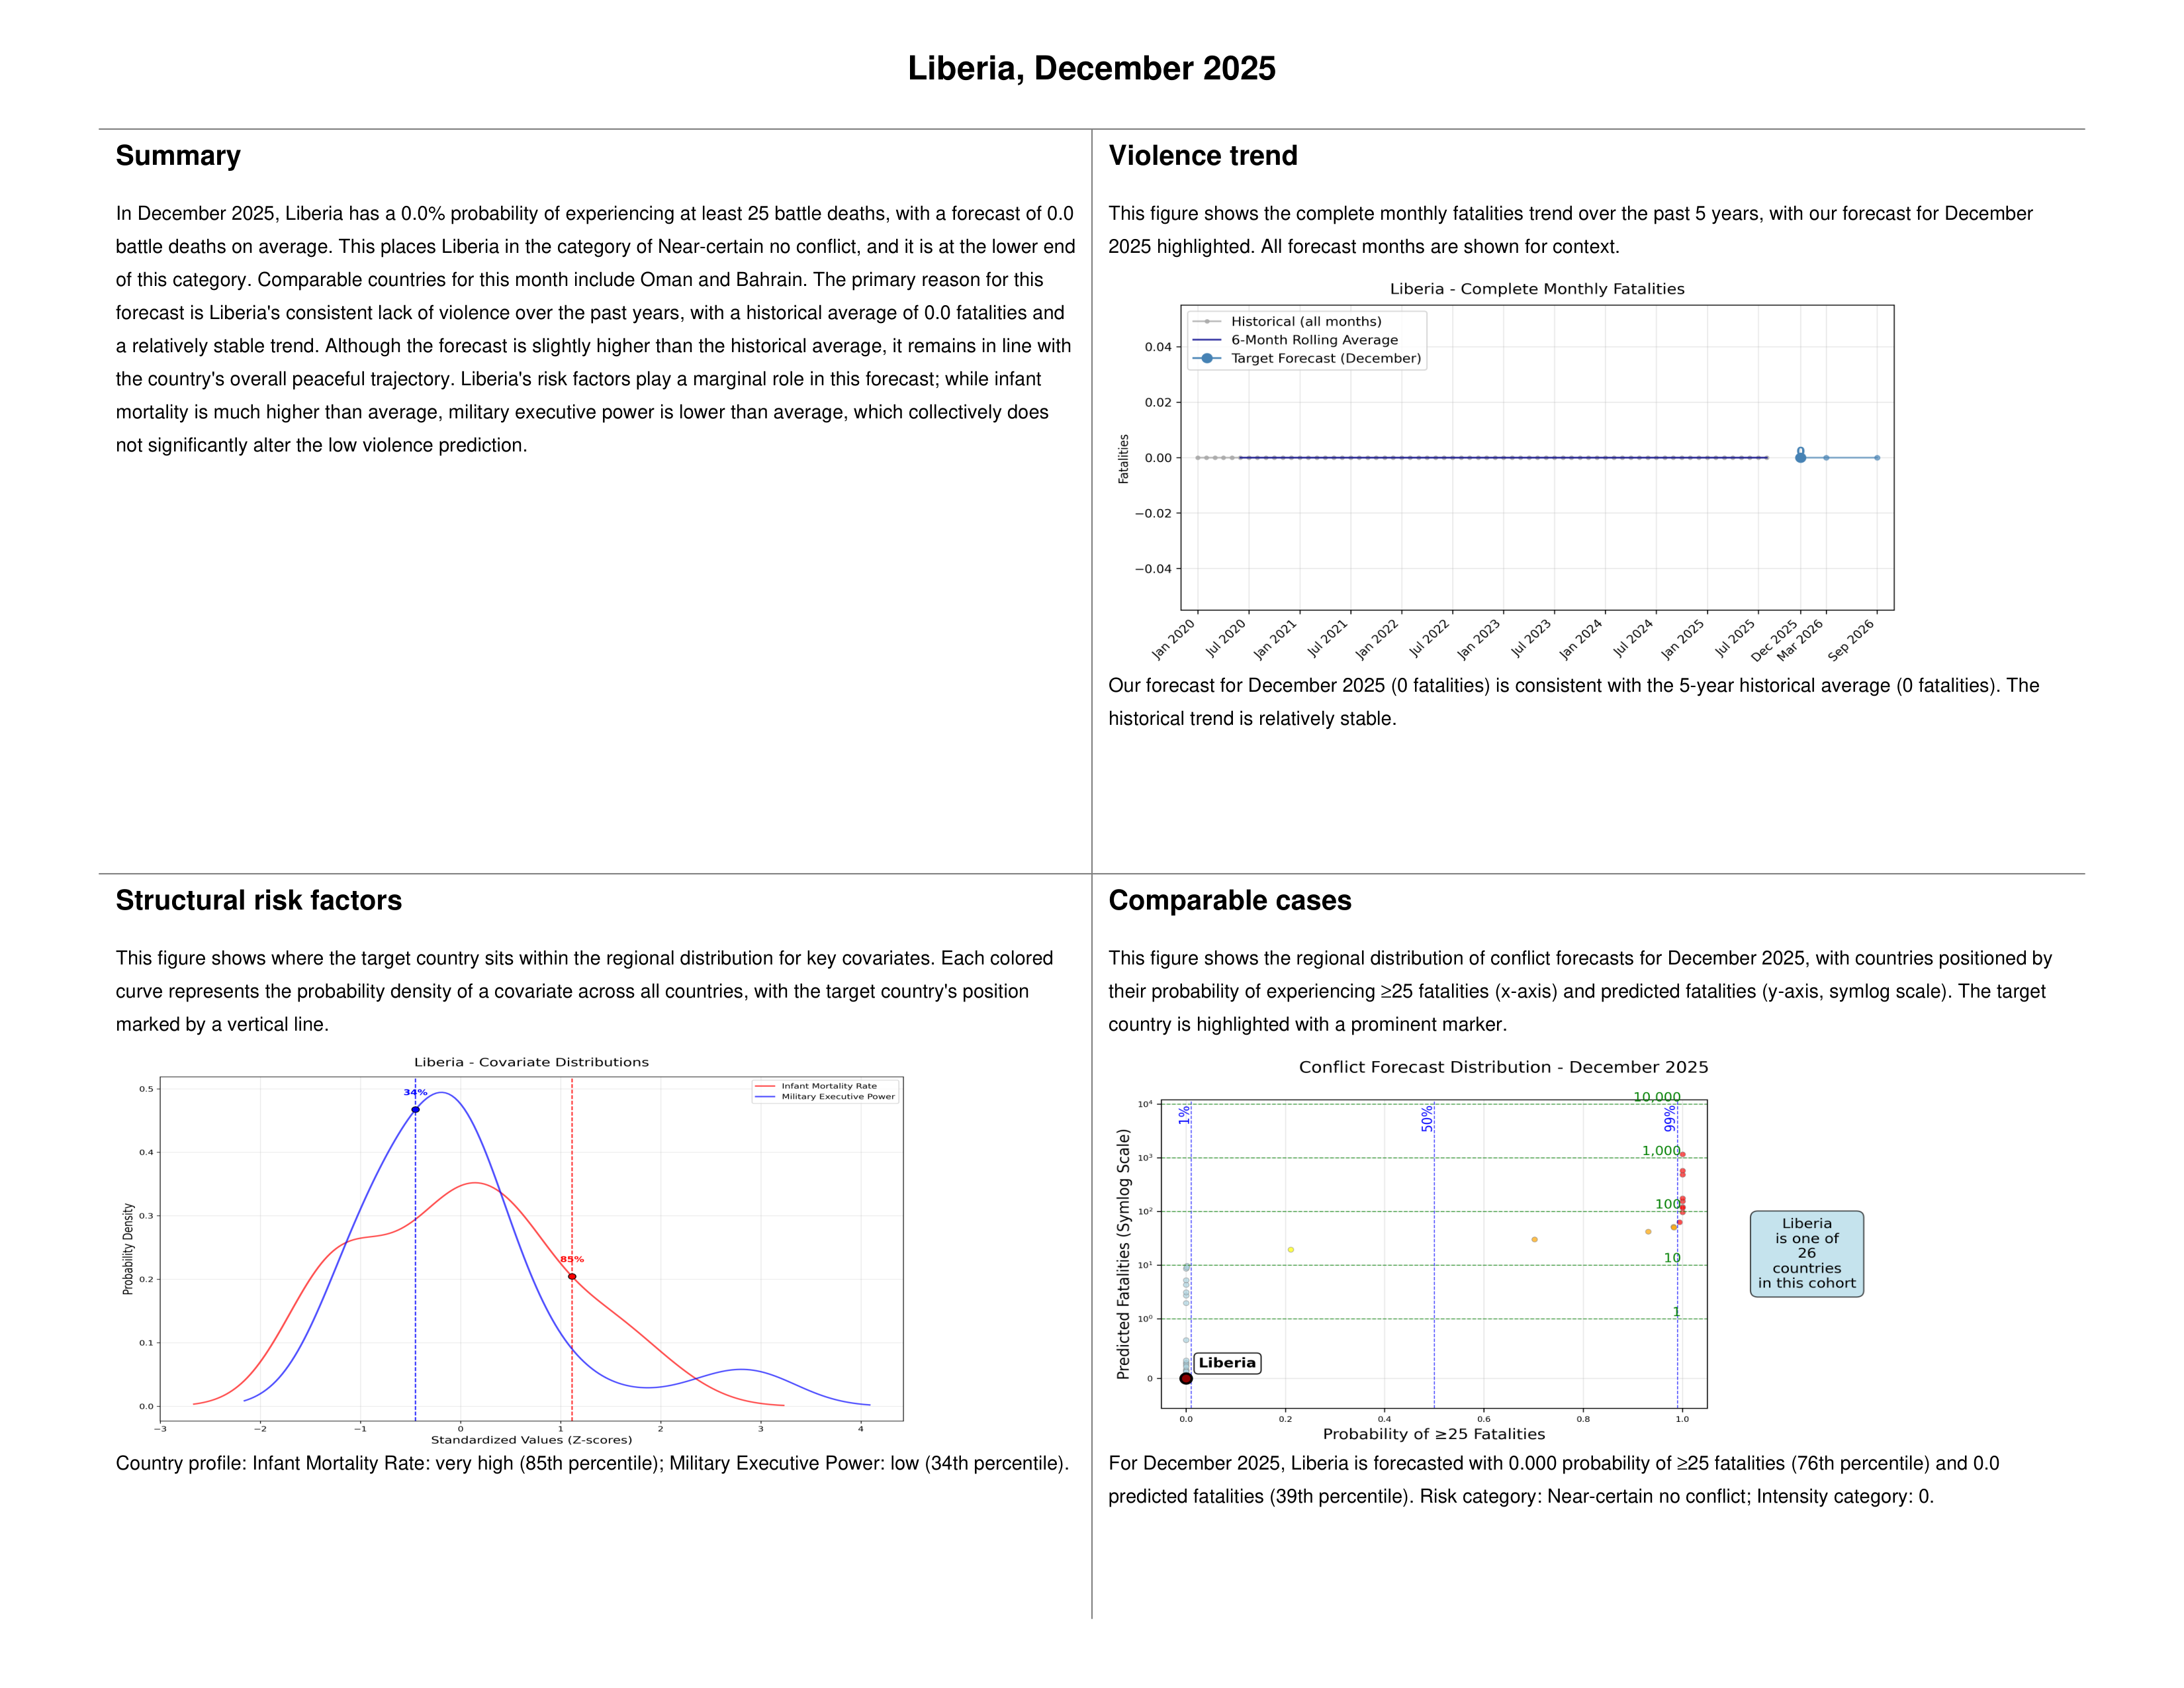 Liberia, December 2025
Summary
In December 2025, Liberia has a 0.0% probability of experiencing at least 25 battle deaths, with a forecast of 0.0
battle deaths on average. This places Liberia in the category of Near-certain no conflict, and it is at the lower end
of this category. Comparable countries for this month include Oman and Bahrain. The primary reason for this
forecast is Liberia's consistent lack of violence over the past years, with a historical average of 0.0 fatalities and
a relatively stable trend. Although the forecast is slightly higher than the historical average, it remains in line with
the country's overall peaceful trajectory. Liberia's risk factors play a marginal role in this forecast; while infant
mortality is much higher than average, military executive power is lower than average, which collectively does
not significantly alter the low violence prediction.
Violence trend
This figure shows the complete monthly fatalities trend over the past 5 years, with our forecast for December
2025 highlighted. All forecast months are shown for context.
Liberia - Complete Monthly Fatalities
Historical (all months)
6-Month Rolling Average
Target Forecast (December)
Fatalities
0.04
0.02
0.00
−0.02
−0.04
0
Jan 2020
Jul 2020
Jan 2021
Jul 2021
Jan 2022
Jul 2022
Jan 2023
Jul 2023
Jan 2024
Jul 2024
Jan 2025
Jul 2025
Dec 2025
Mar 2026
Sep 2026
Our forecast for December 2025 (0 fatalities) is consistent with the 5-year historical average (0 fatalities). The
historical trend is relatively stable.
Structural risk factors
This figure shows where the target country sits within the regional distribution for key covariates. Each colored
curve represents the probability density of a covariate across all countries, with the target country's position
marked by a vertical line.
Liberia - Covariate Distributions
Infant Mortality Rate
Military Executive Power
34%
85%
Probability Density
0.5
0.4
0.3
0.2
0.1
0.0
−3
−2
−1
0
1
2
3
4
Standardized Values (Z-scores)
Country profile: Infant Mortality Rate: very high (85th percentile); Military Executive Power: low (34th percentile).
Comparable cases
This figure shows the regional distribution of conflict forecasts for December 2025, with countries positioned by
their probability of experiencing ≥25 fatalities (x-axis) and predicted fatalities (y-axis, symlog scale). The target
country is highlighted with a prominent marker.
Conflict Forecast Distribution - December 2025
Predicted Fatalities (Symlog Scale)
10⁴
10³
10²
10¹
10⁰
0
1%
50%
99%
10,000
1,000
100
10
1
Liberia
0.0
0.2
0.4
0.6
0.8
1.0
Probability of ≥25 Fatalities
Liberia
is one of
26
countries
in this cohort
For December 2025, Liberia is forecasted with 0.000 probability of ≥25 fatalities (76th percentile) and 0.0
predicted fatalities (39th percentile). Risk category: Near-certain no conflict; Intensity category: 0.